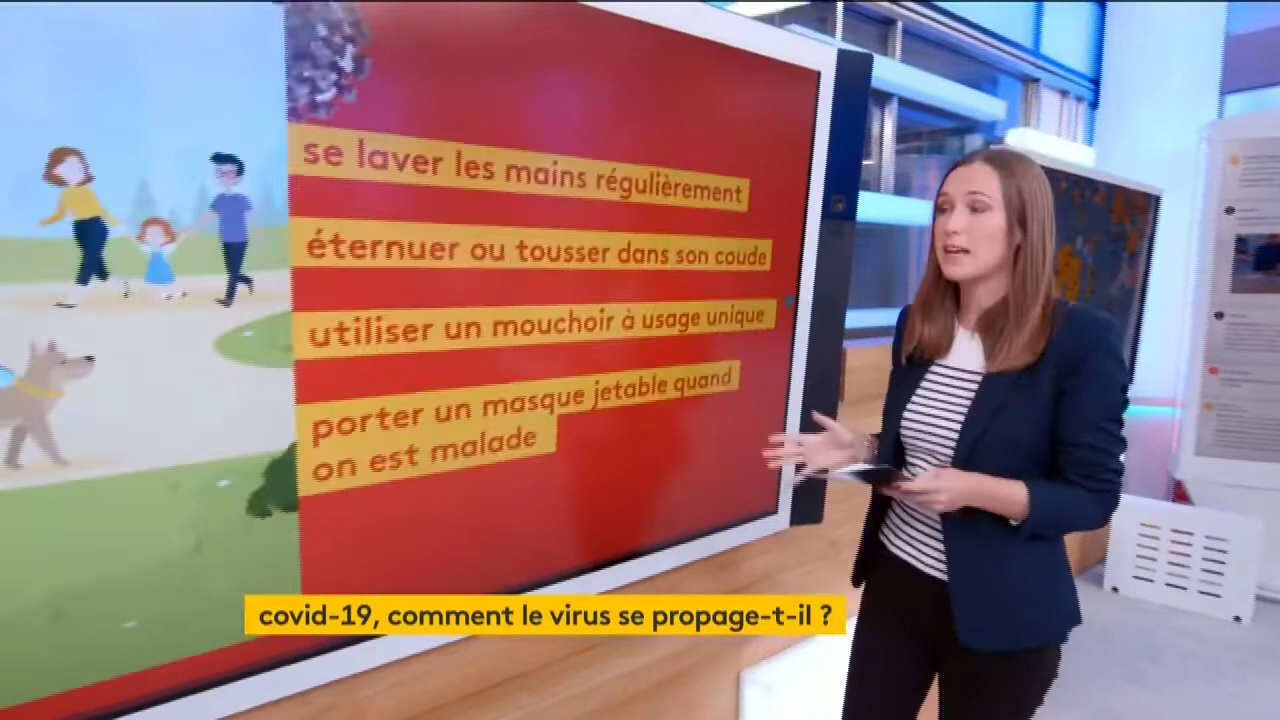 se laver les mains régulièrement
éternuer ou tousser dans son coude
utiliser un mouchoir à usage unique
porter un masque jetable quand
on est malade
covid-19, comment le virus se propage-t-il ?